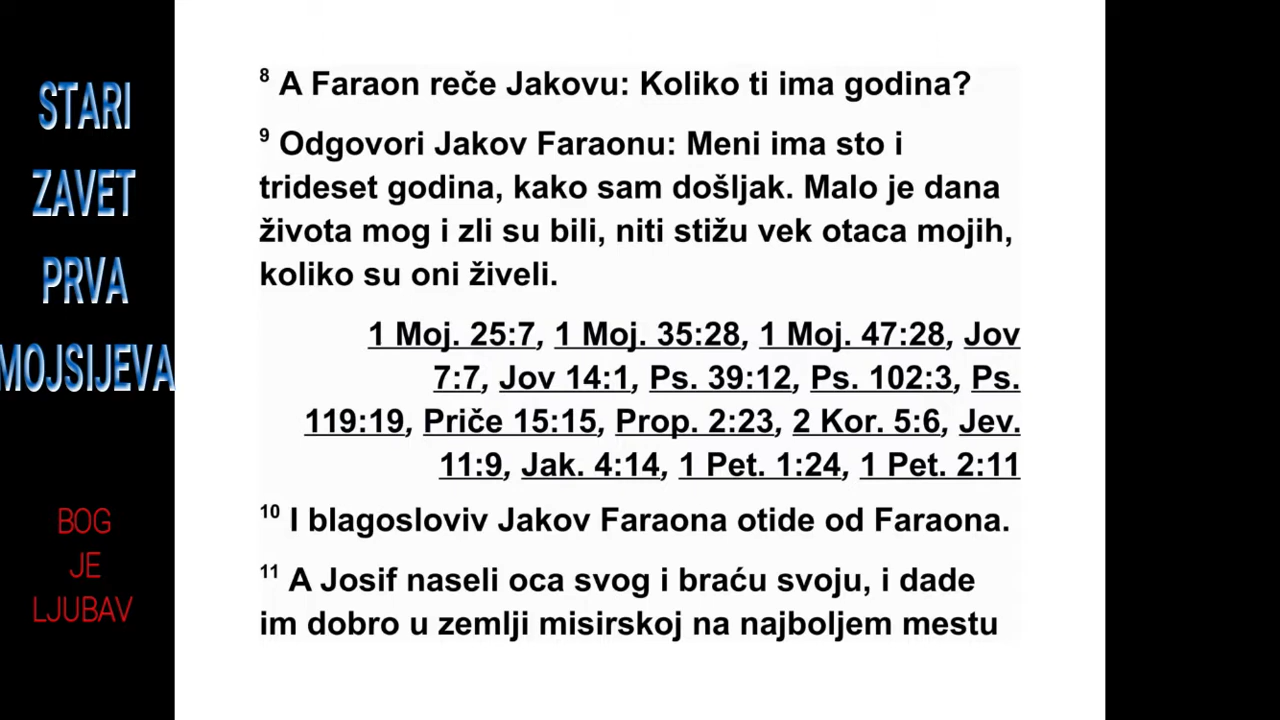 STARI
ZAVET
PRVA
MOJSIJEVA
BOG
JE
LJUBAV
8 A Faraon reče Jakovu: Koliko ti ima godina?
9 Odgovori Jakov Faraonu: Meni ima sto i
trideset godina, kako sam došljak. Malo je dana
života mog i zli su bili, niti stižu vek otaca mojih,
koliko su oni živeli.
1 Moj. 25:7, 1 Moj. 35:28, 1 Moj. 47:28, Jov
7:7, Jov 14:1, Ps. 39:12, Ps. 102:3, Ps.
119:19, Priče 15:15, Prop. 2:23, 2 Kor. 5:6, Jev.
11:9, Jak. 4:14, 1 Pet. 1:24, 1 Pet. 2:11
10 I blagosloviv Jakov Faraona otide od Faraona.
11 A Josif naseli oca svog i braću svoju, i dade
im dobro u zemlji misirskoj na najboljem mestu